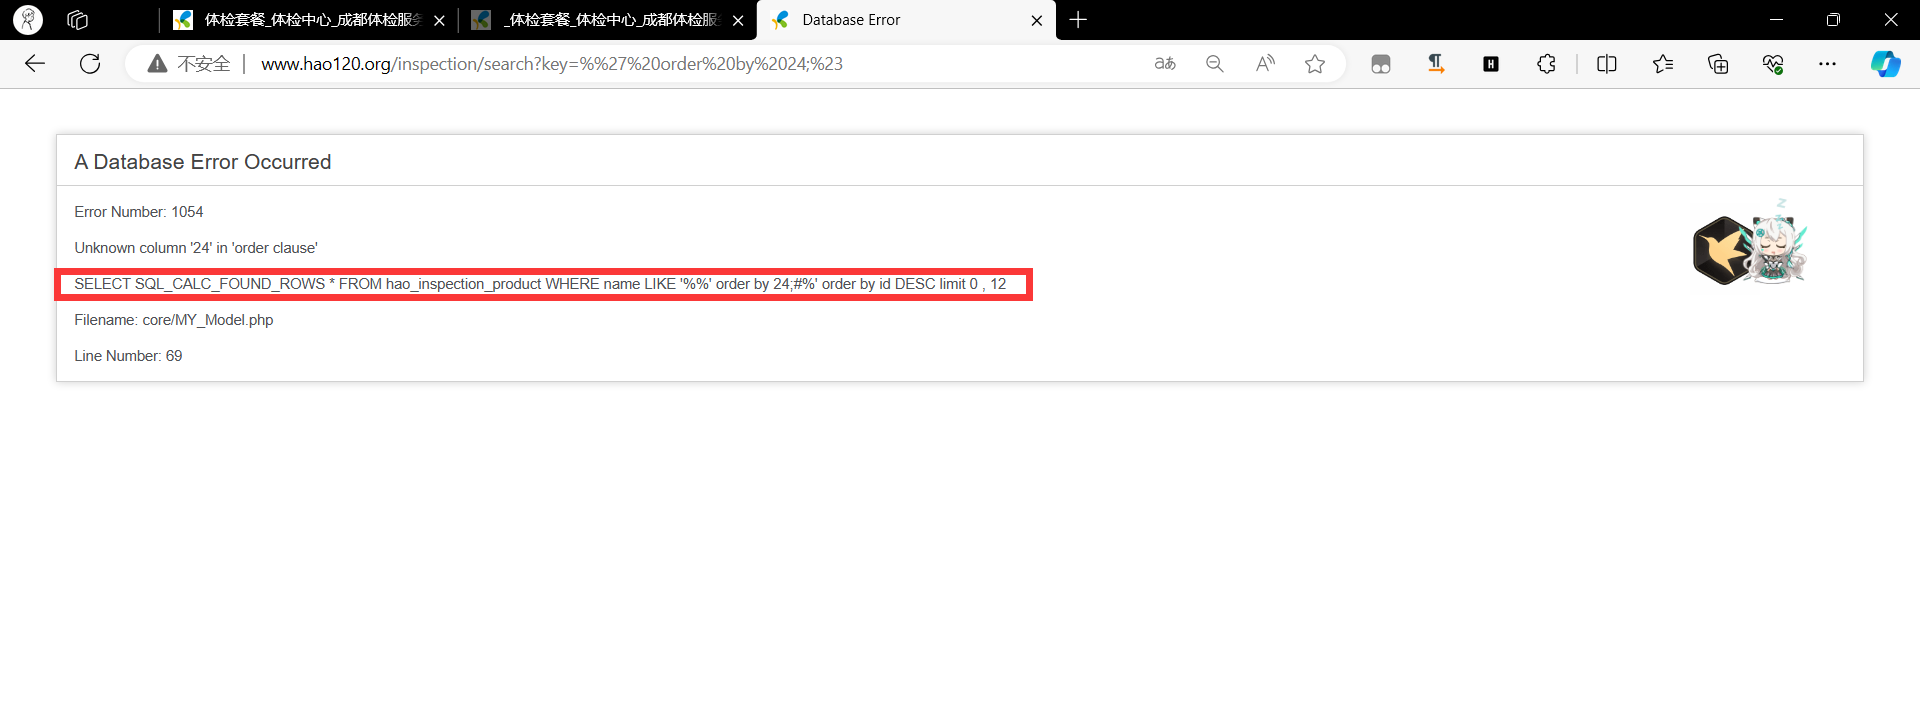 体检套餐_体检中心_成都体检服务
_体检套餐_体检中心_成都体检服
Database Error
不安全
www.hao120.org/inspection/search?key=%%27%20order%20by%2024;%23
A Database Error Occurred
Error Number: 1054
Unknown column '24' in 'order clause'
SELECT SQL_CALC_FOUND_ROWS * FROM hao_inspection_product WHERE name LIKE '%%' order by 24;#%' order by id DESC limit 0 , 12
Filename: core/MY_Model.php
Line Number: 69